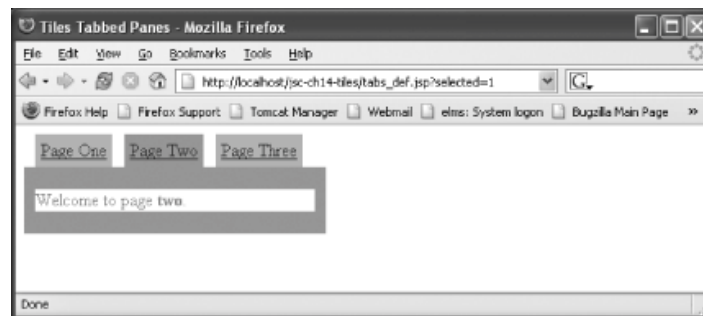 Tiles Tabbed Panes - Mozilla Firefox
File Edit View Go Bookmarks Tools Help
http://localhost/jsc-ch14-tiles/tabs_def.jsp?selected=1 G.
Firefox Help Firefox Support Tomcat Manager Webmail elms: System logon Bugzilla Main Page »
Page One Page Two Page Three
Welcome to page two.
Done